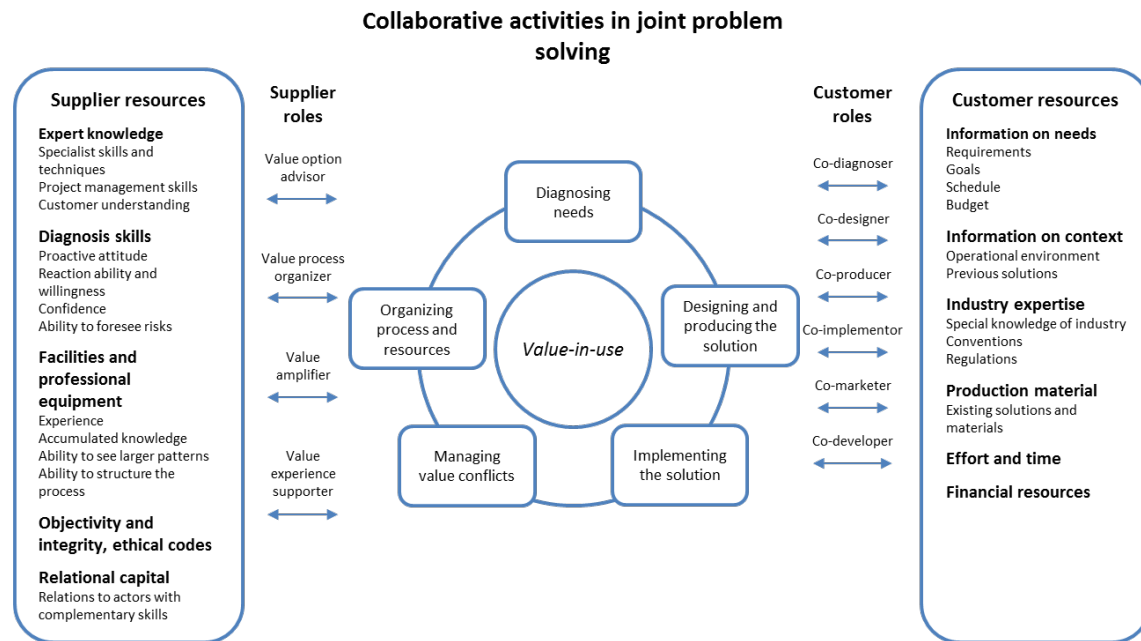 Collaborative activities in joint problem
solving
Supplier resources
Expert knowledge
Specialist skills and
techniques
Project management skills
Customer understanding
Diagnosis skills
Proactive attitude
Reaction ability and
willingness
Confidence
Ability to foresee risks
Facilities and
professional
equipment
Experience
Accumulated knowledge
Ability to see larger patterns
Ability to structure the
process
Objectivity and
integrity, ethical codes
Relational capital
Relations to actors with
complementary skills
Supplier
roles
Value option
advisor
Value process
organizer
Value
amplifier
Value
experience
supporter
Diagnosing
needs
Organizing
process and
resources
Value-in-use
Designing and
producing the
solution
Managing
value conflicts
Implementing
the solution
Customer
roles
Co-diagnoser
Co-designer
Co-producer
Co-implementor
Co-marketer
Co-developer
Customer resources
Information on needs
Requirements
Goals
Schedule
Budget
Information on context
Operational environment
Previous solutions
Industry expertise
Special knowledge of industry
Conventions
Regulations
Production material
Existing solutions and
materials
Effort and time
Financial resources